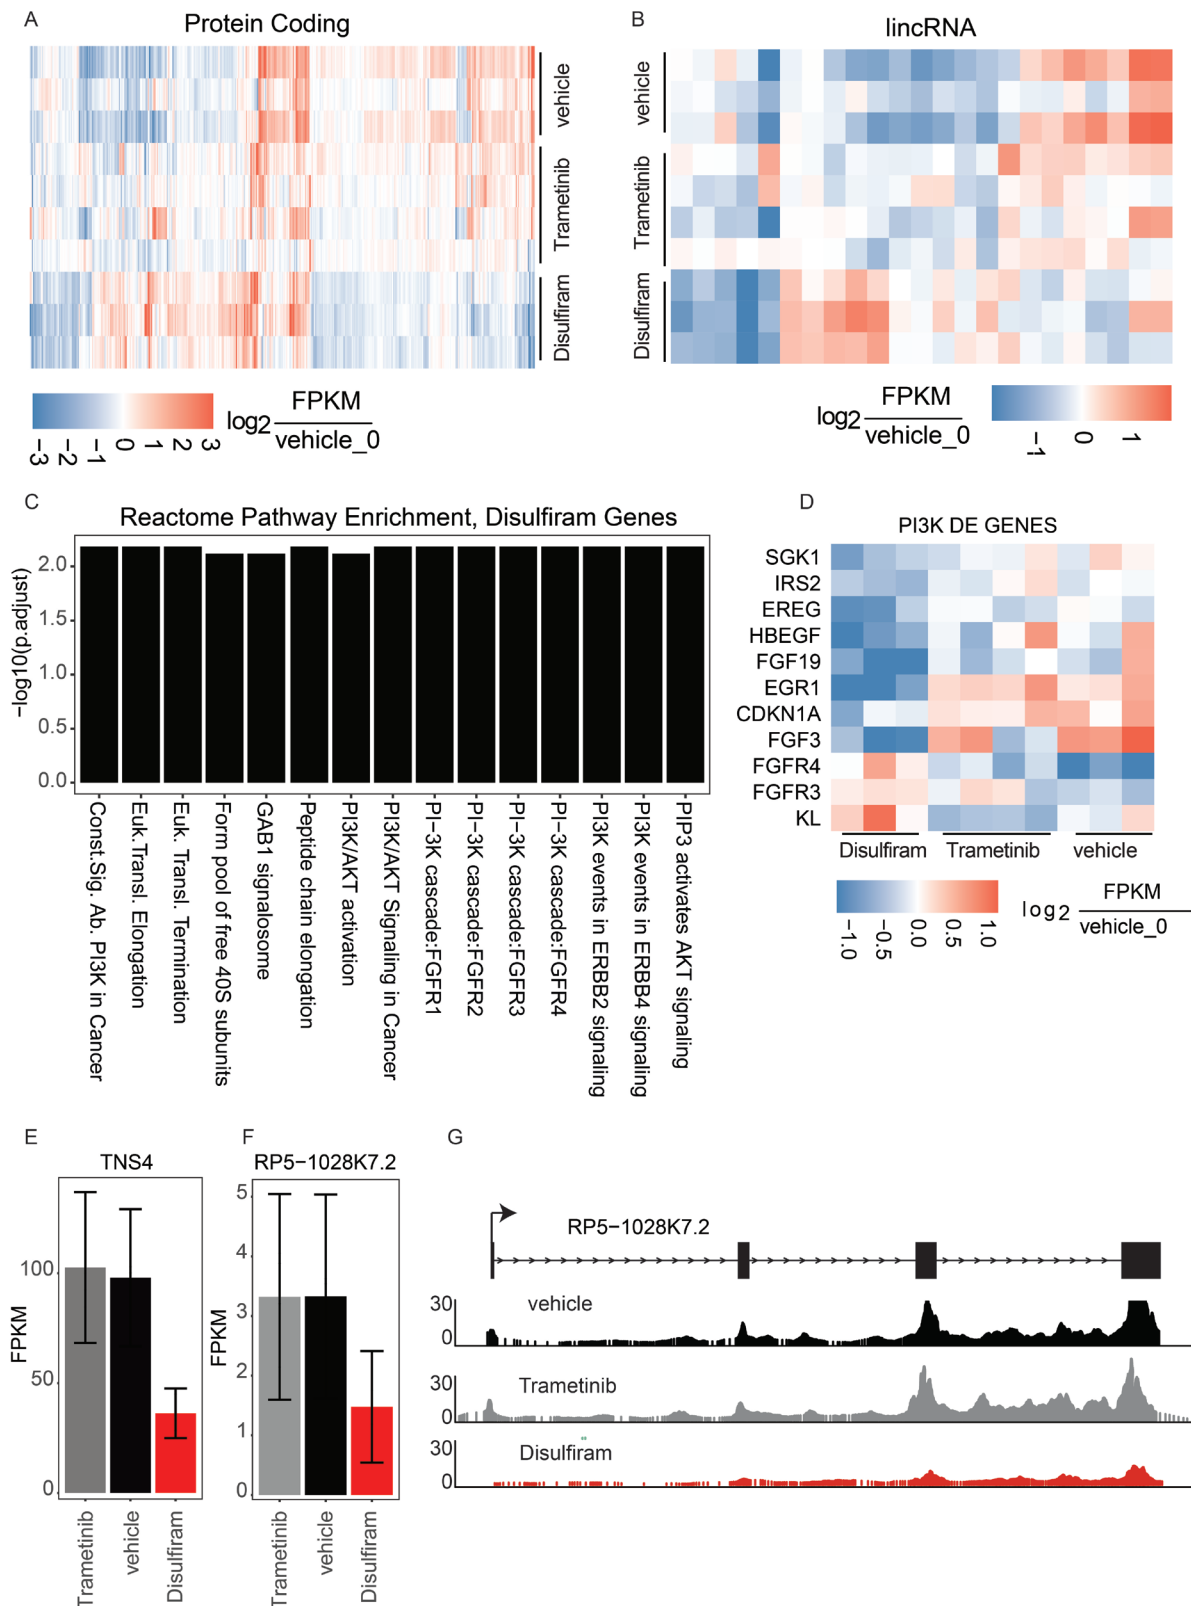 A
Protein Coding
vehicle
Trametinib
Disulfiram
-3 -2 -1 0 1 2 3
log2 FPKM
vehicle_0
B
lincRNA
vehicle
Trametinib
Disulfiram
log2 FPKM
vehicle_0
-1 0 1
C
Reactome Pathway Enrichment, Disulfiram Genes
−log10(p.adjust)
2.0
1.5
1.0
0.5
0.0
Const.Sig. Ab. PI3K in Cancer
Euk.Transl. Elongation
Euk. Transl. Termination
Form pool of free 40S subunits
GAB1 signalosome
Peptide chain elongation
PI3K/AKT activation
PI3K/AKT Signaling in Cancer
PI−3K cascade:FGFR1
PI−3K cascade:FGFR2
PI−3K cascade:FGFR3
PI−3K cascade:FGFR4
PI3K events in ERBB2 signaling
PI3K events in ERBB4 signaling
PIP3 activates AKT signaling
D
PI3K DE GENES
SGK1
IRS2
EREG
HBEGF
FGF19
EGR1
CDKN1A
FGF3
FGFR4
FGFR3
KL
Disulfiram Trametinib vehicle
-1.0 -0.5 0.0 0.5 1.0
log2 FPKM
vehicle_0
E
TNS4
FPKM
100
50
0
Trametinib
vehicle
Disulfiram
F
RP5−1028K7.2
FPKM
5
4
3
2
1
0
Trametinib
vehicle
Disulfiram
G
RP5−1028K7.2
vehicle
30
0
Trametinib
30
0
Disulfiram
30
0